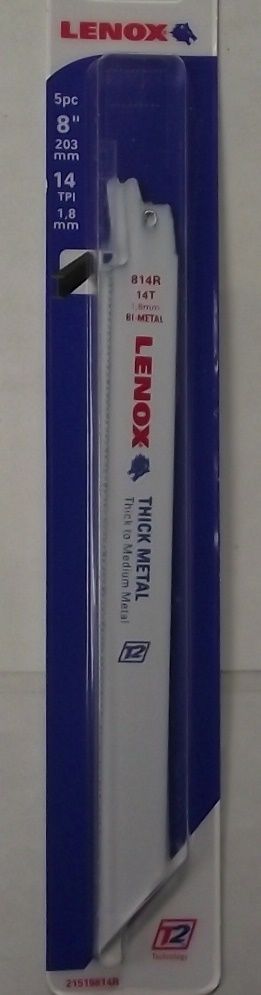 LENOX
5pc
8"
203
mm
14
TPI
1,8
mm
814R
14T
1.8mm
BI-METAL
LENOX
THICK METAL
Thick to Medium Metal
T2
T2
Technology
21519814R